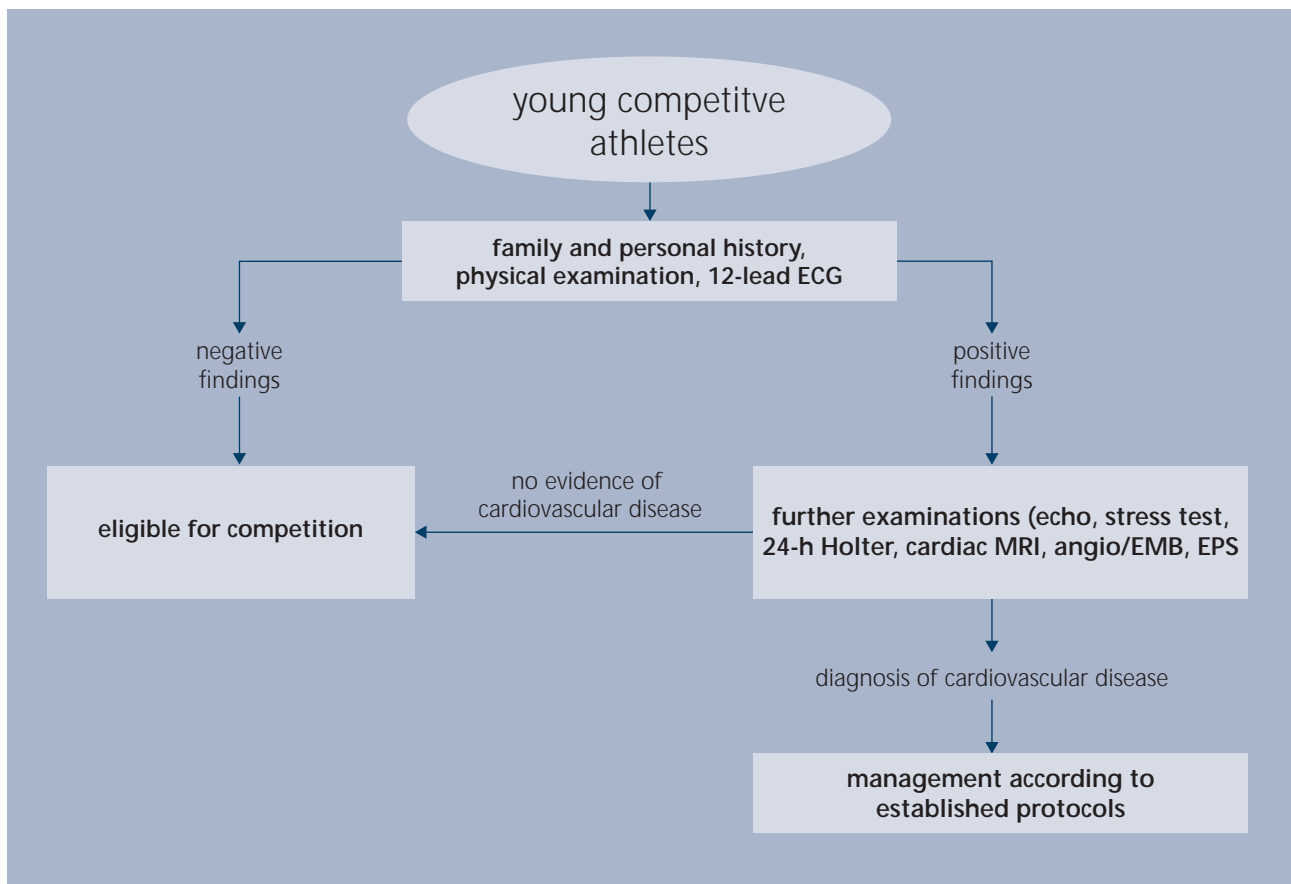 young competitve
athletes
family and personal history,
physical examination, 12-lead ECG
negative
findings
positive
findings
eligible for competition
no evidence of
cardiovascular disease
further examinations (echo, stress test,
24-h Holter, cardiac MRI, angio/EMB, EPS
diagnosis of cardiovascular disease
management according to
established protocols